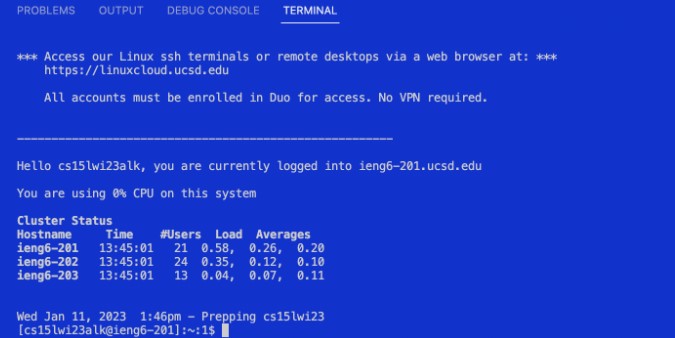 PROBLEMS OUTPUT DEBUG CONSOLE TERMINAL
*** Access our Linux ssh terminals or remote desktops via a web browser at: ***
https://linuxcloud.ucsd.edu
All accounts must be enrolled in Duo for access. No VPN required.
------------------------------------------------------
Hello cs15lwi23alk, you are currently logged into ieng6-201.ucsd.edu
You are using 0% CPU on this system
Cluster Status
Hostname Time #Users Load Averages
ieng6-201 13:45:01 21 0.58, 0.26, 0.20
ieng6-202 13:45:01 24 0.35, 0.12, 0.10
ieng6-203 13:45:01 13 0.04, 0.07, 0.11
Wed Jan 11, 2023 1:46pm - Prepping cs15lwi23
[cs15lwi23alk@ieng6-201]:~:1$